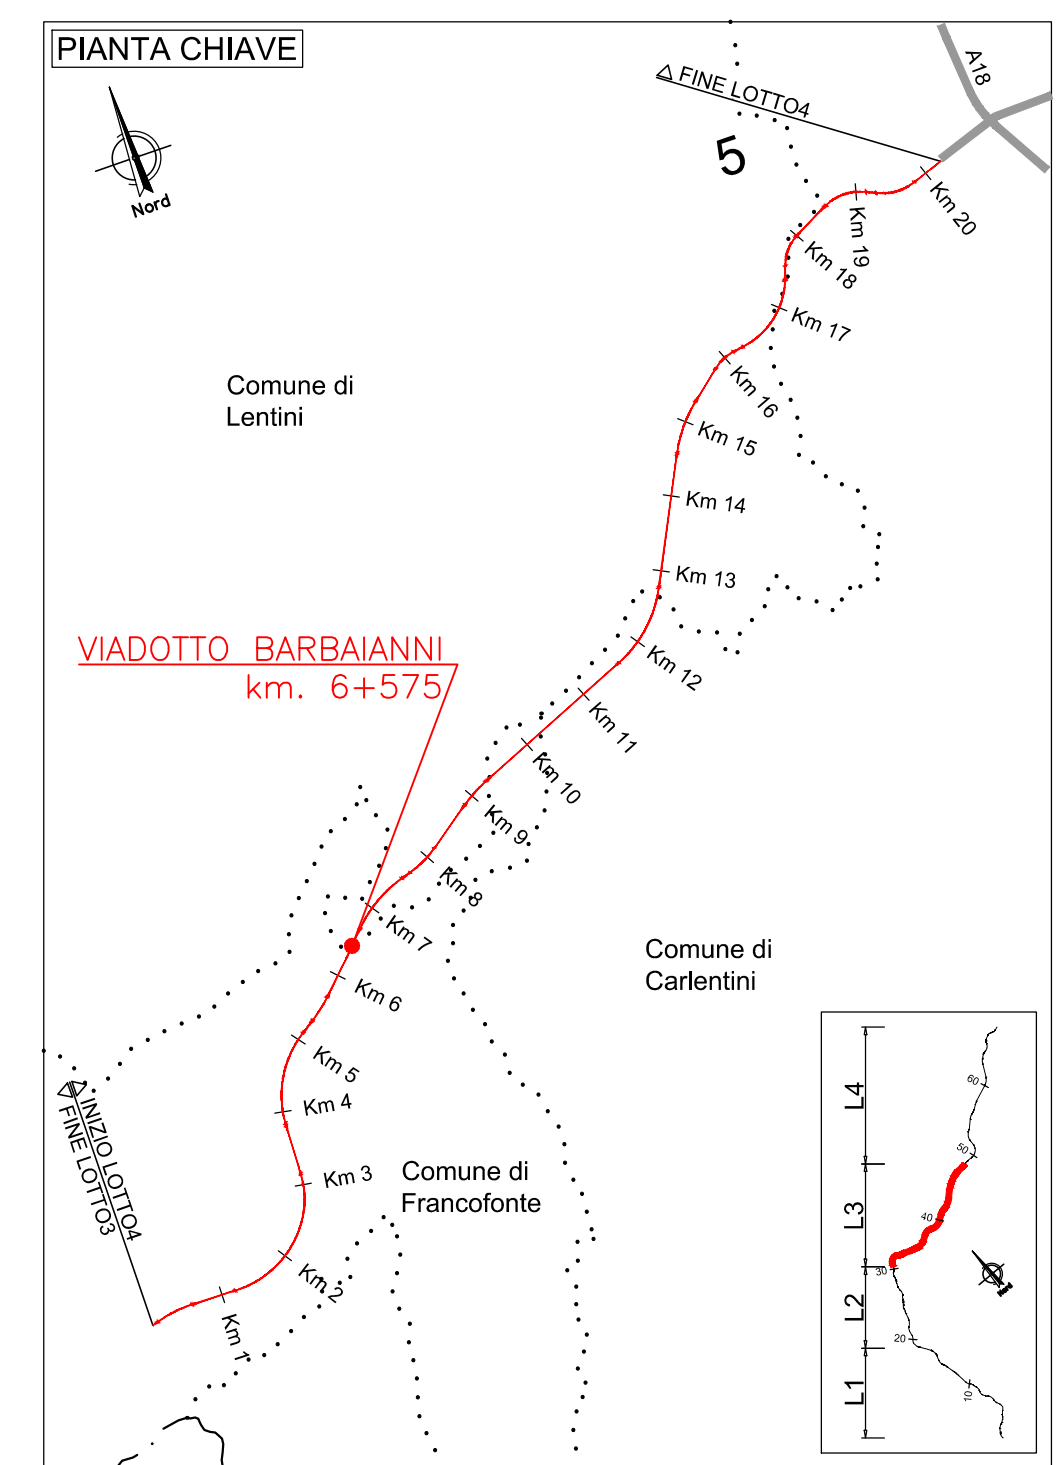 PIANTA CHIAVE
Nord
FINE LOTTO4
A18
5
Km 20
Km 19
Km 18
Km 17
Km 16
Km 15
Km 14
Km 13
Km 12
Km 11
Km 10
Km 9
Km 8
Km 7
Km 6
Km 5
Km 4
Km 3
Km 2
Km 1
Comune di
Lentini
VIADOTTO BARBAIANNI
km. 6+575
Comune di
Carlentini
Comune di
Francofonte
INIZIO LOTTO4
FINE LOTTO3
L4
L3
L2
L1
60
50
40
30
20
10